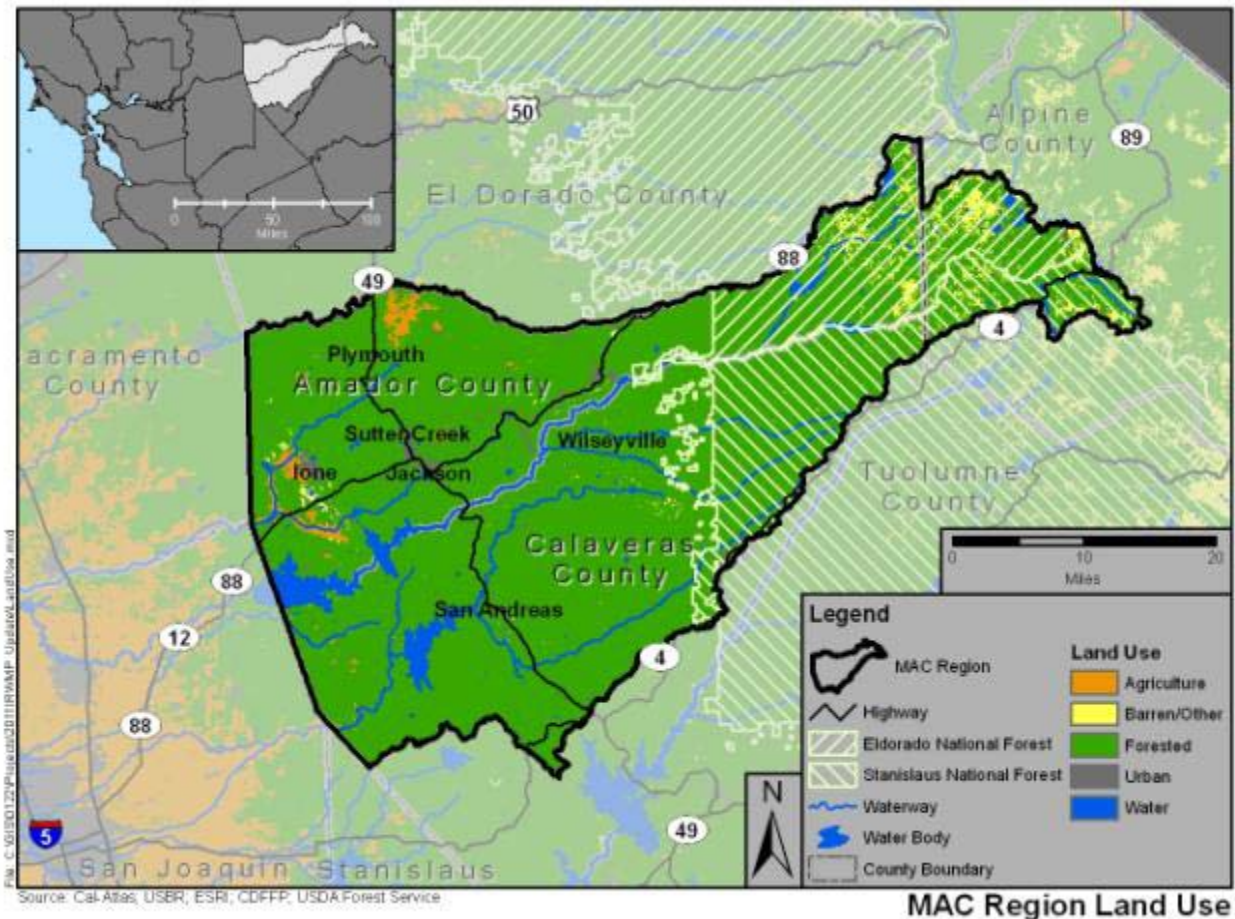 0 50 100
Miles
50
Alpine
County
89
El Dorado County
88
49
4
acramento
County
Plymouth
Amador County
Sutter Creek
Wilseyville
Ione
Jackson
Tuolumne
County
Calaveras
County
0 10 20
Miles
88
San Andreas
12
4
88
Legend
MAC Region
Highway
Eldorado National Forest
Stanislaus National Forest
Waterway
Water Body
County Boundary
Land Use
Agriculture
Barren/Other
Forested
Urban
Water
N
49
5
San Joaquin
Stanislaus
Source: Cal-Atlas; USBR; ESRI; CDFFP; USDA Forest Service
MAC Region Land Use